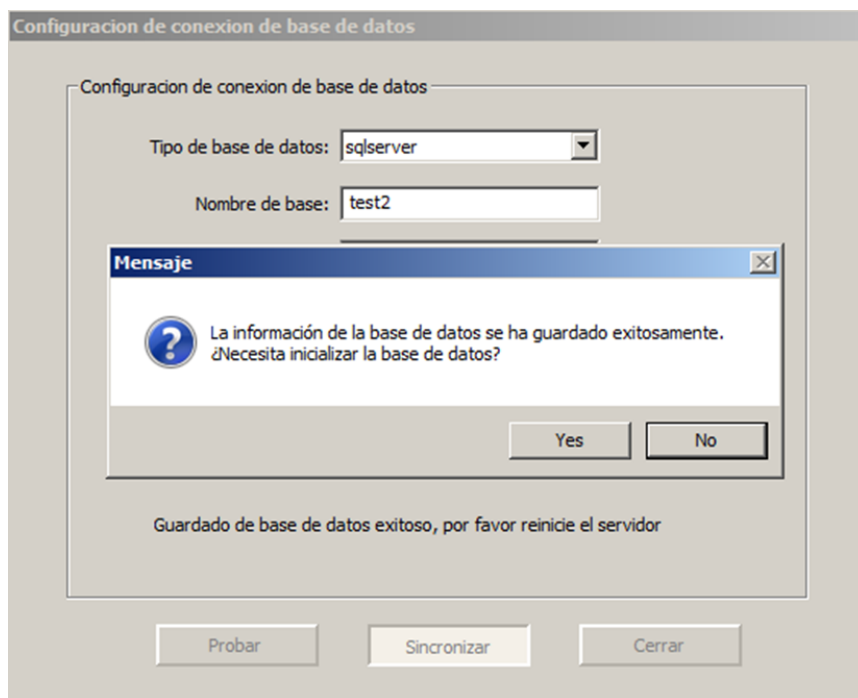 Configuracion de conexion de base de datos
Configuracion de conexion de base de datos
Tipo de base de datos: sqlserver
Nombre de base: test2
Mensaje
La información de la base de datos se ha guardado exitosamente.
¿Necesita inicializar la base de datos?
Yes No
Guardado de base de datos exitoso, por favor reinicie el servidor
Probar Sincronizar Cerrar